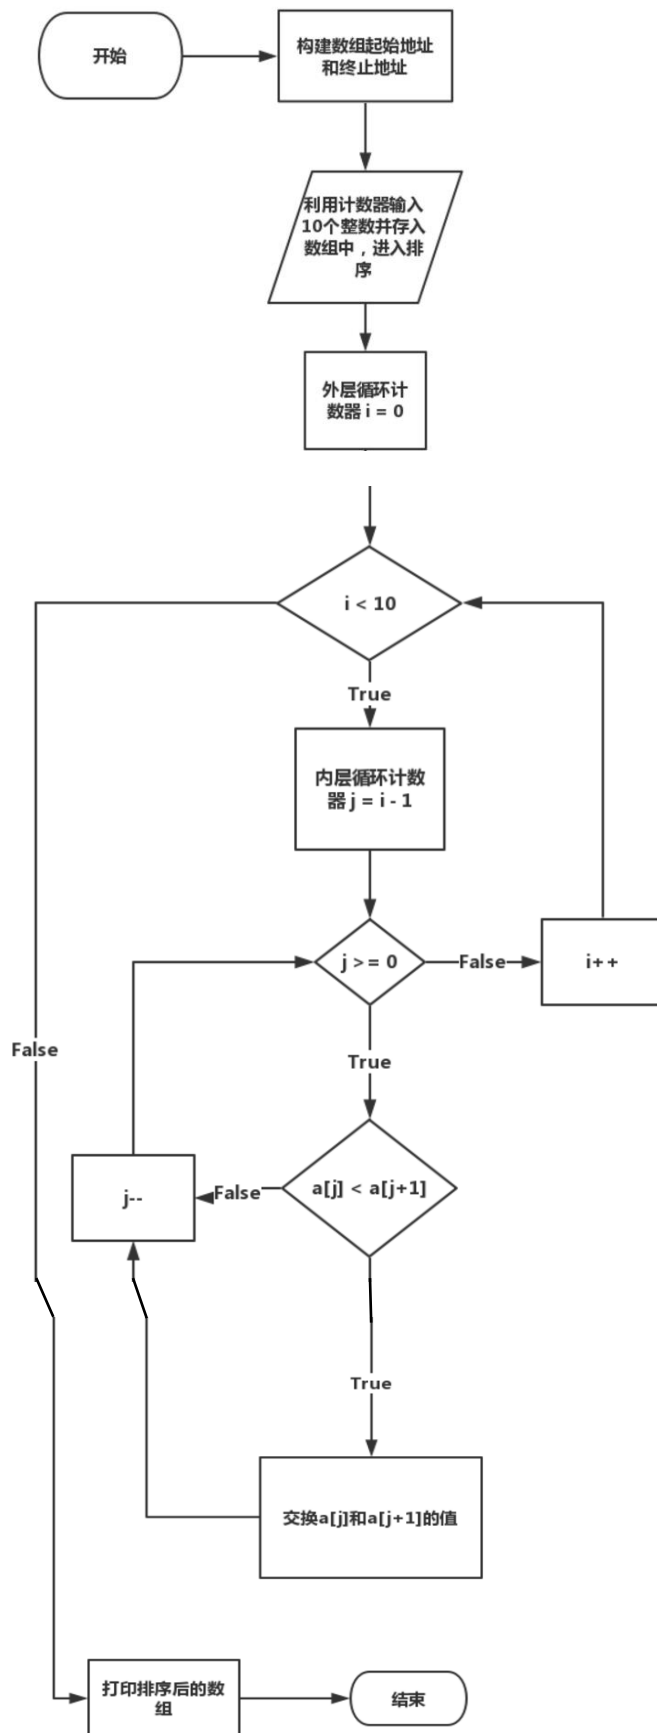 开始
构建数组起始地址
和终止地址
利用计数器输入
10个整数并存入
数组中，进入排
序
外层循环计
数器 i = 0
i < 10
True
内层循环计数
器 j = i - 1
j >= 0
False
i++
False
True
a[j] < a[j+1]
False
j--
True
交换a[j]和a[j+1]的值
打印排序后的数
组
结束